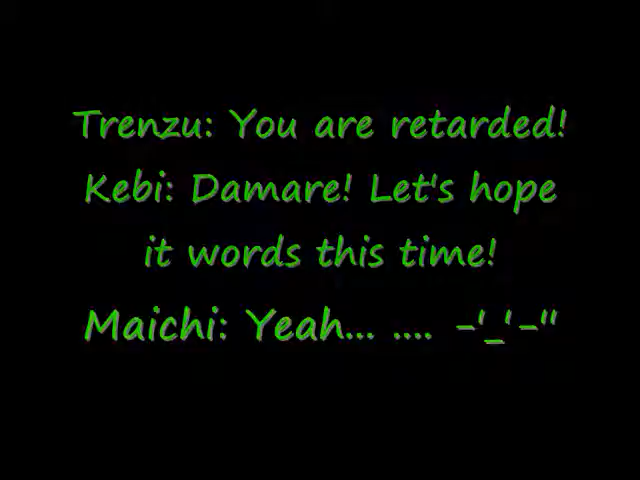 Trenzu: You are retarded!
Kebi: Damare! Let's hope
it words this time!
Maichi: Yeah... .... -'_'-"